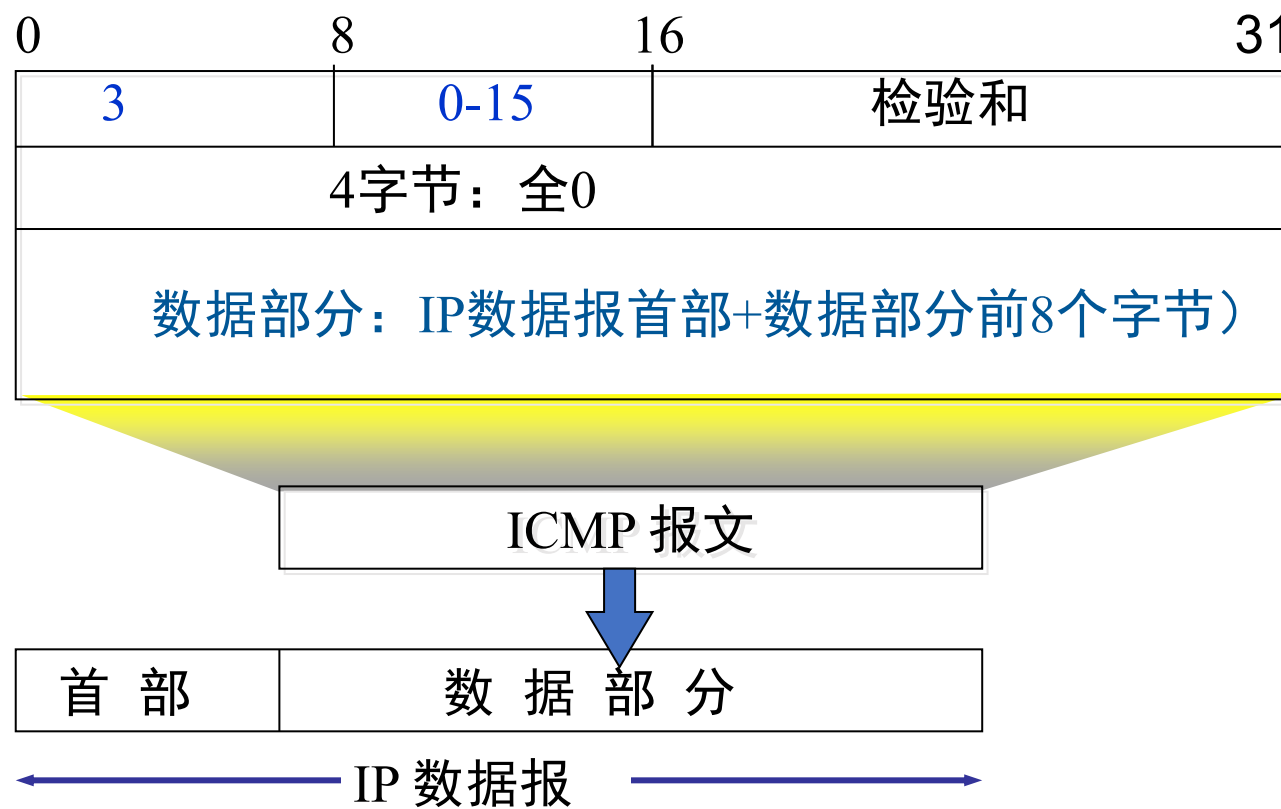 0 8 16 31
3 0-15 检验和
4字节：全0
数据部分：IP数据报首部+数据部分前8个字节）
ICMP 报文
首 部 数 据 部 分
IP 数据报